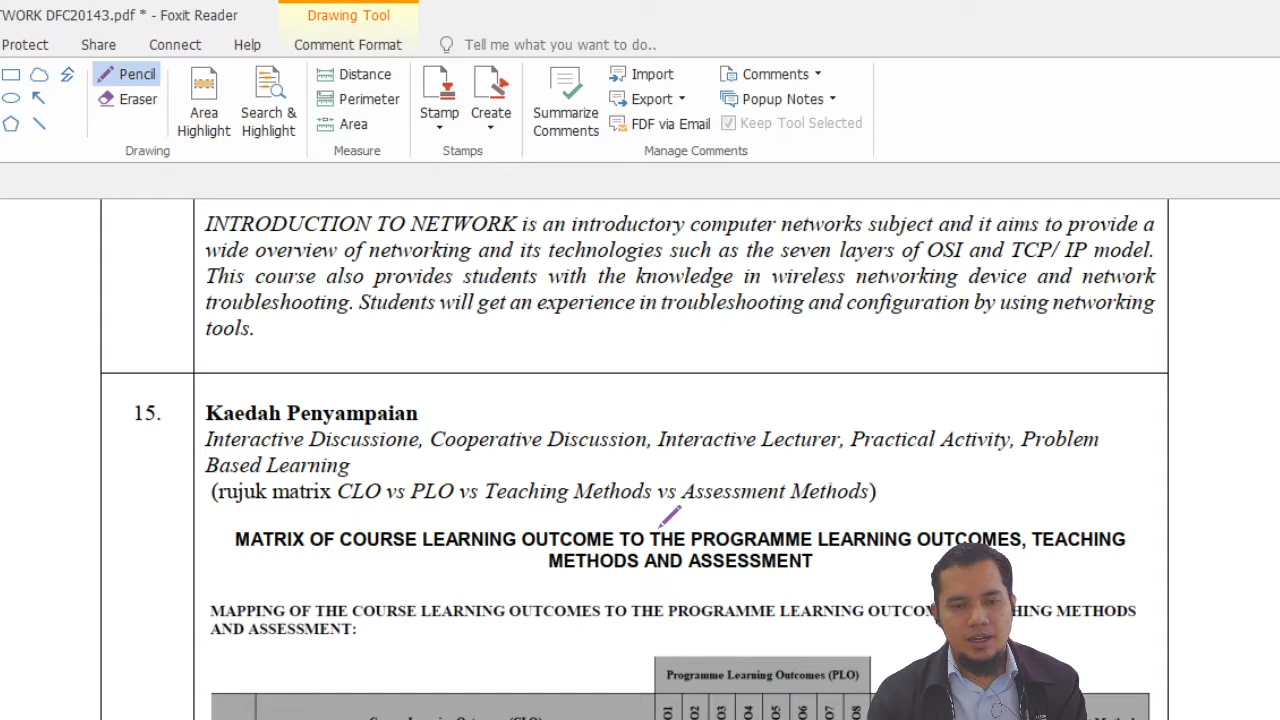 TWORK DFC20143.pdf * - Foxit Reader
Drawing Tool
Protect Share Connect Help Comment Format Tell me what you want to do..
Pencil
Eraser
Drawing
Area Highlight
Search & Highlight
Distance
Perimeter
Area
Measure
Stamp
Create
Stamps
Summarize Comments
Import
Export
FDF via Email
Comments
Popup Notes
Keep Tool Selected
Manage Comments
INTRODUCTION TO NETWORK is an introductory computer networks subject and it aims to provide a
wide overview of networking and its technologies such as the seven layers of OSI and TCP/ IP model.
This course also provides students with the knowledge in wireless networking device and network
troubleshooting. Students will get an experience in troubleshooting and configuration by using networking
tools.
15. Kaedah Penyampaian
Interactive Discussione, Cooperative Discussion, Interactive Lecturer, Practical Activity, Problem
Based Learning
(rujuk matrix CLO vs PLO vs Teaching Methods vs Assessment Methods)
MATRIX OF COURSE LEARNING OUTCOME TO THE PROGRAMME LEARNING OUTCOMES, TEACHING
METHODS AND ASSESSMENT
MAPPING OF THE COURSE LEARNING OUTCOMES TO THE PROGRAMME LEARNING METHODS
AND ASSESSMENT:
Programme Learning Outcomes (PLO)